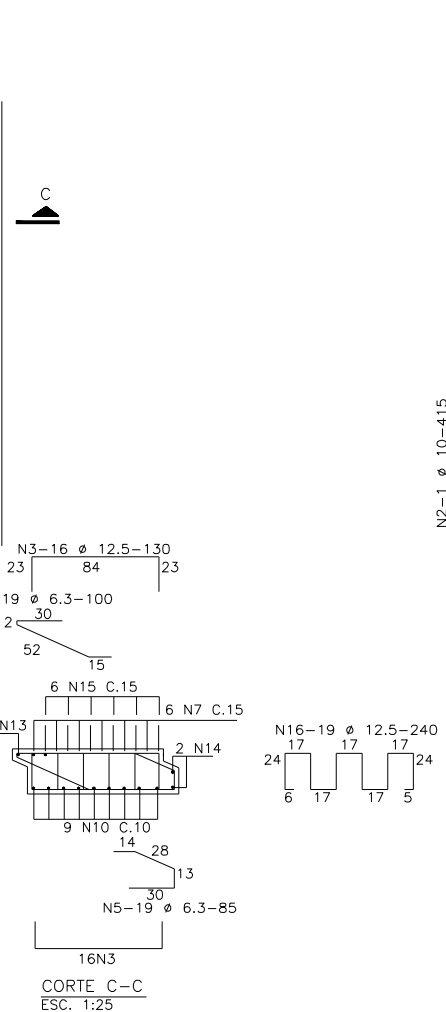 C
N2-1 ø 10-415
N3-16 ø 12.5-130
23 84 23
19 ø 6.3-100
30
2
52
15
6 N15 C.15
6 N7 C.15
N13
2 N14
N16-19 ø 12.5-240
17 17 17
24 24
6 17 17 5
9 N10 C.10
14
28
13
30
N5-19 ø 6.3-85
16N3
CORTE C-C
ESC. 1:25